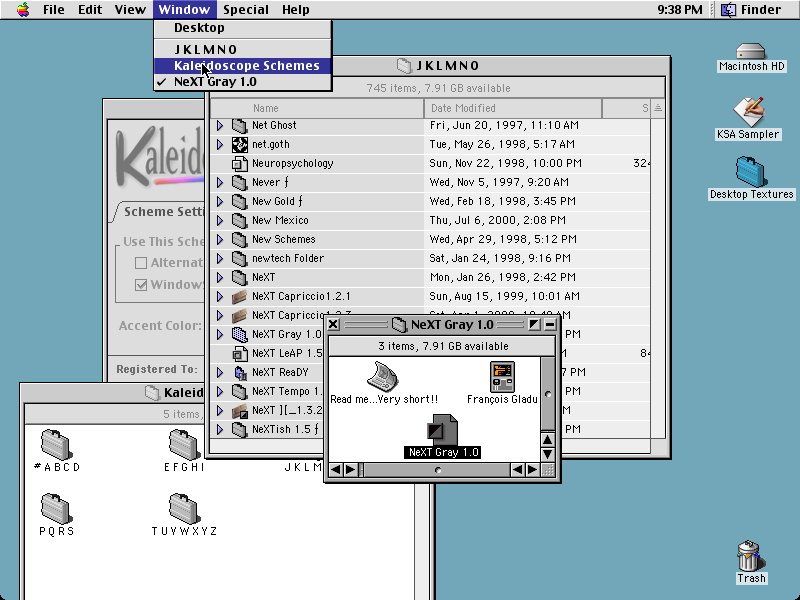 File Edit View Window Special Help 9:38 PM Finder
Desktop
JKLMNO
Kaleidoscope Schemes
✓ NeXT Gray 1.0
JKLMNO
745 items, 7.91 GB available
Name Date Modified S
Net Ghost Fri, Jun 20, 1997, 11:10 AM
net.goth Tue, May 26, 1998, 5:17 AM
Neuropsychology Sun, Nov 22, 1998, 10:00 PM 324
Never ƒ Wed, Nov 5, 1997, 9:20 AM
New Gold ƒ Wed, Feb 18, 1998, 3:45 PM
New Mexico Thu, Jul 6, 2000, 2:08 PM
New Schemes Wed, Apr 29, 1998, 5:12 PM
newtech Folder Sat, Jan 24, 1998, 9:16 PM
NeXT Mon, Jan 26, 1998, 2:42 PM
NeXT Capriccio1.2.1 Sun, Aug 15, 1999, 10:01 AM
NeXT Capriccio1.2.3
NeXT Gray 1.0 PM
NeXT LeAP 1.5 M 84
NeXT ReaDY 7 PM
NeXT Tempo 1. PM
NeXT ][_1.3.2 M
NeXTish 1.5 ƒ PM
Kaleid
Scheme Setti
Use This Sche
Alternat
Window
Accent Color:
Registered To:
NeXT Gray 1.0
3 items, 7.91 GB available
Read me...Very short!!
François Gladu
NeXT Gray 1.0
Kaleid
5 items,
#ABCD
EFGHI
JKLM
PQRS
TUVWXYZ
Macintosh HD
KSA Sampler
Desktop Textures
Trash